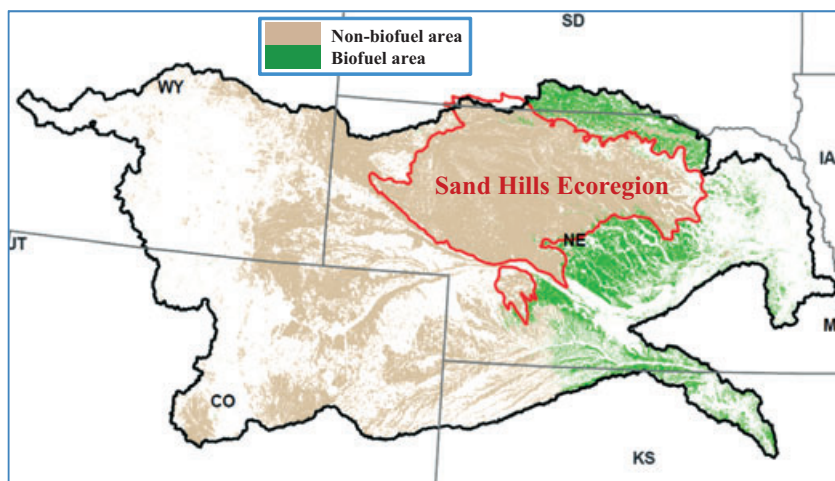 SD
Non-biofuel area
Biofuel area
WY
IA
Sand Hills Ecoregion
NE
UT
M
CO
KS